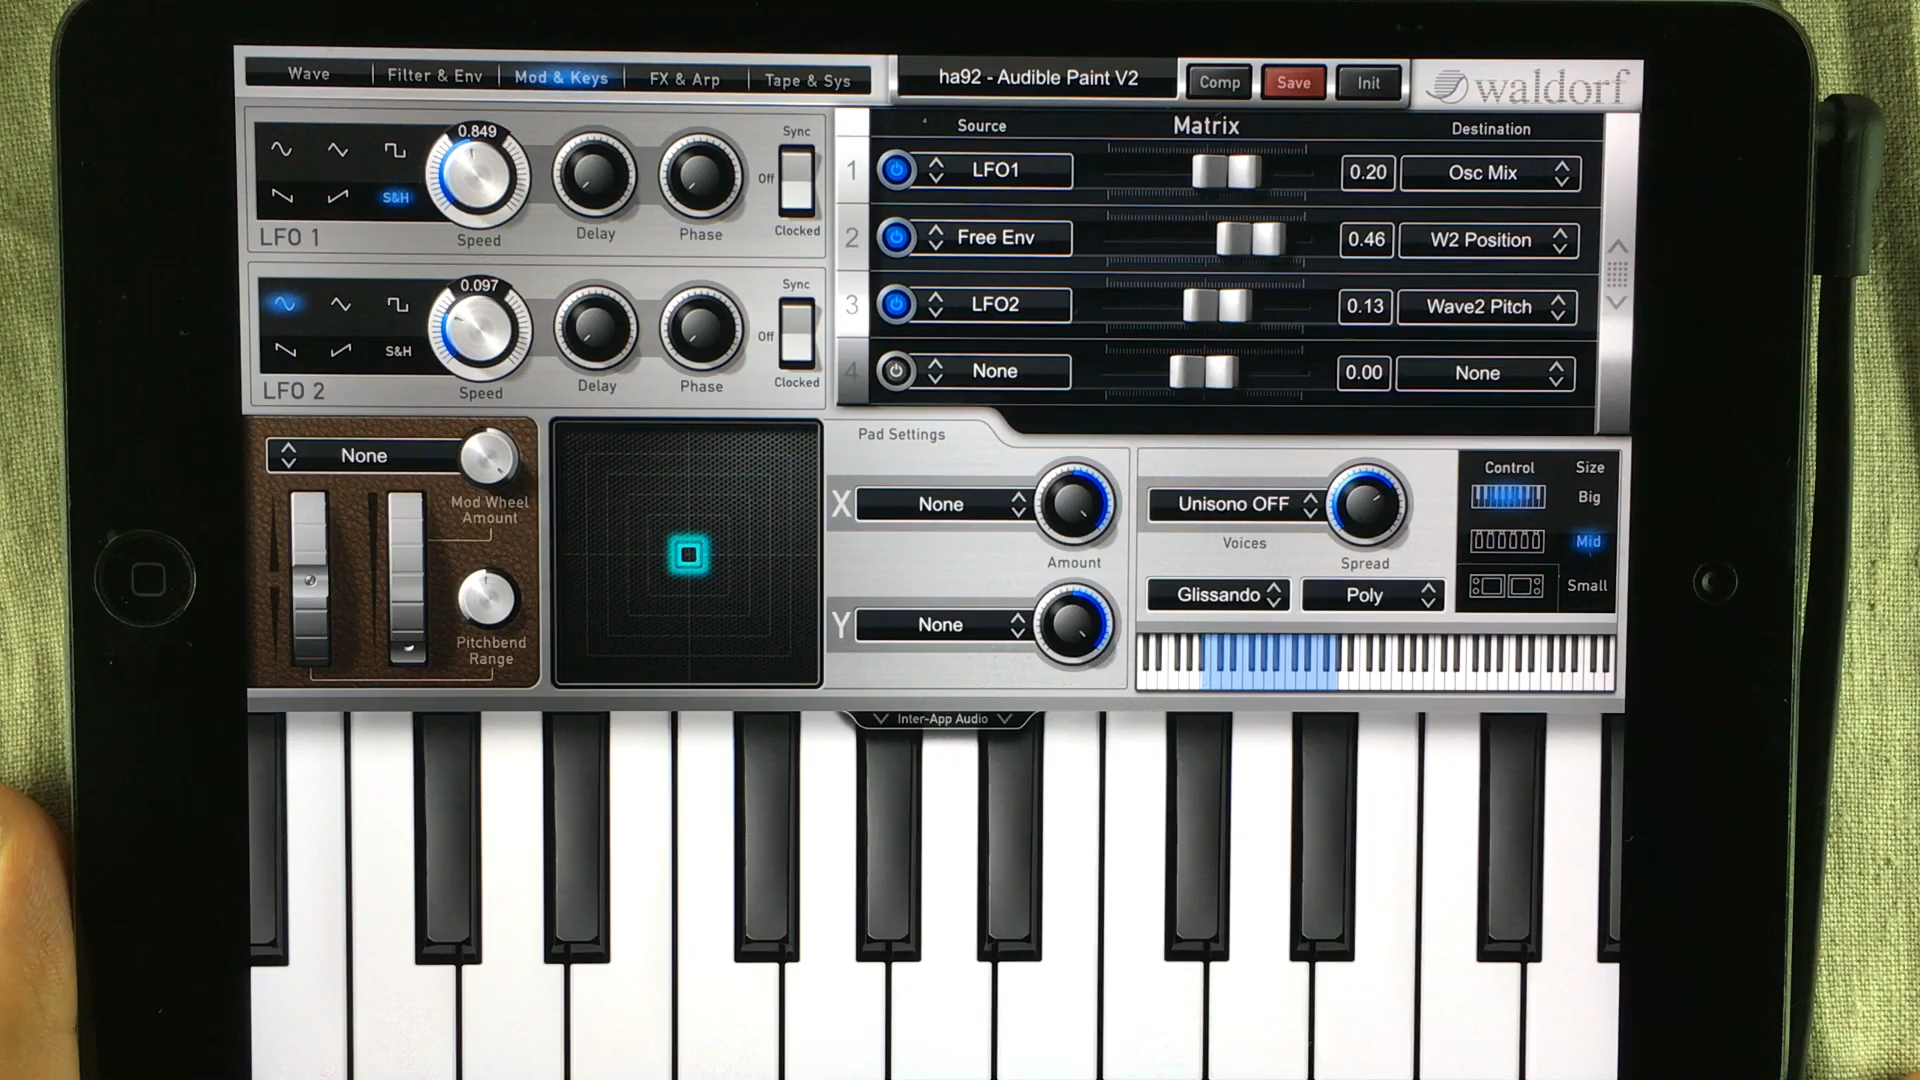 Wave
Filter & Env
Mod & Keys
FX & Arp
Tape & Sys
ha92 - Audible Paint V2
Comp
Save
Init
waldorf
0.849
S&H
LFO 1
Speed
Delay
Phase
Sync
Off
Clocked
0.097
S&H
LFO 2
Speed
Delay
Phase
Sync
Off
Clocked
Source
Matrix
Destination
1
LFO1
0.20
Osc Mix
2
Free Env
0.46
W2 Position
3
LFO2
0.13
Wave2 Pitch
4
None
0.00
None
None
Mod Wheel
Amount
Pitchbend
Range
Pad Settings
X
None
Amount
Y
None
Unisono OFF
Voices
Spread
Glissando
Poly
Control
Size
Big
Mid
Small
Inter-App Audio